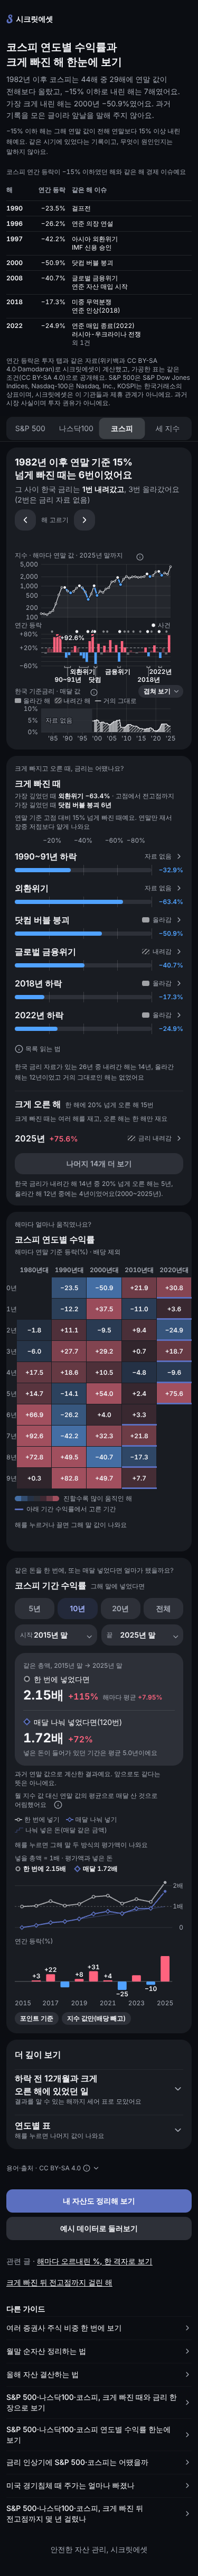 시크릿에셋
코스피 연도별 수익률과
크게 빠진 해 한눈에 보기
1982년 이후 코스피는 44해 중 29해에 연말 값이
전해보다 올랐고, −15% 이하로 내린 해는 7해였어요.
가장 크게 내린 해는 2000년 −50.9%였어요. 과거
기록을 모은 글이라 앞날을 말해 주지 않아요.
−15% 이하 해는 그해 연말 값이 전해 연말보다 15% 이상 내린
해예요. 같은 시기에 있었다는 기록이고, 무엇이 원인인지는
말하지 않아요.
코스피 연간 등락이 −15% 이하였던 해와 같은 해 경제 이슈예요
해 연간 등락 같은 해 이슈
1990 −23.5% 걸프전
1996 −26.2% 연준 의장 연설
1997 −42.2% 아시아 외환위기
IMF 신용 승인
2000 −50.9% 닷컴 버블 붕괴
2008 −40.7% 글로벌 금융위기
연준 자산 매입 시작
2018 −17.3% 미중 무역분쟁
연준 인상(2018)
2022 −24.9% 연준 매집 종료(2022)
러시아-우크라이나 전쟁
외 1건
연간 등락은 투자 탭과 같은 자료(위키백과 CC BY-SA
4.0·Damodaran)로 시크릿에셋이 계산했고, 가공한 표는 같은
조건(CC BY-SA 4.0)으로 공개해요. S&P 500은 S&P Dow Jones
Indices, Nasdaq-100은 Nasdaq, Inc., KOSPI는 한국거래소의
상표이며, 시크릿에셋은 이 기관들과 제휴 관계가 아니에요. 과거
시장 사실이며 투자 권유가 아니에요.
S&P 500 나스닥100 코스피 세 지수
1982년 이후 연말 기준 15%
넘게 빠진 때는 6번이었어요
그 사이 한국 금리는 1번 내려갔고, 3번 올라갔어요
(2번은 금리 자료 없음)
해 고르기
지수 · 해마다 연말 값 · 2025년 말까지
5,000
2,000
1,000
500
200
100
연간 등락 사건
+80% +92.6%
+20%
−60%
외환위기 금융위기 2022년
90~91년 닷컴 2018년
한국 기준금리 · 매달 값 겹쳐 보기
올라간 해 내려간 해 거의 그대로
10%
5% 자료 없음
0%
'85 '90 '95 '00 '05 '10 '15 '20 '25
크게 빠지고 오른 때, 금리는 어땠나요?
크게 빠진 때
가장 깊었던 때 외환위기 −63.4% · 고점에서 전고점까지
가장 길었던 때 닷컴 버블 붕괴 6년
연말 기준 고점 대비 15% 넘게 빠진 때예요. 연말만 재서
장중 저점보다 얕게 나와요
−20% −40% −60% −80%
1990~91년 하락 자료 없음
−32.9%
외환위기 자료 없음
−63.4%
닷컴 버블 붕괴 올라감
−50.9%
글로벌 금융위기 내려감
−40.7%
2018년 하락 올라감
−17.3%
2022년 하락 올라감
−24.9%
목록 읽는 법
한국 금리 자료가 있는 26년 중 내려간 해는 14년, 올라간
해는 12년이었고 거의 그대로인 해는 없었어요
크게 오른 해 한 해에 20% 넘게 오른 해 15번
크게 빠진 때는 여러 해를 재고, 오른 해는 한 해만 재요
2025년 +75.6% 금리 내려감
나머지 14개 더 보기
한국 금리가 내려간 해 14년 중 20% 넘게 오른 해는 5년,
올라간 해 12년 중에는 4년이었어요(2000~2025년).
해마다 얼마나 움직였나요?
코스피 연도별 수익률
해마다 연말 기준 등락(%) · 배당 제외
1980년대 1990년대 2000년대 2010년대 2020년대
0년 −23.5 −50.9 +21.9 +30.8
1년 −12.2 +37.5 −11.0 +3.6
2년 −1.8 +11.1 −9.5 +9.4 −24.9
3년 −6.0 +27.7 +29.2 +0.7 +18.7
4년 +17.5 +18.6 +10.5 −4.8 −9.6
5년 +14.7 −14.1 +54.0 +2.4 +75.6
6년 +66.9 −26.2 +4.0 +3.3
7년 +92.6 −42.2 +32.3 +21.8
8년 +72.8 +49.5 −40.7 −17.3
9년 +0.3 +82.8 +49.7 +7.7
진할수록 많이 움직인 해
아래 기간 수익률에서 고른 기간
해를 누르거나 끌면 그해 말 값이 나와요
같은 돈을 한 번에, 또는 매달 넣었다면 얼마가 됐을까요?
코스피 기간 수익률 그해 말에 넣었다면
5년 10년 20년 전체
시작 2015년 말 끝 2025년 말
같은 총액, 2015년 말 → 2025년 말
한 번에 넣었다면
2.15배 +115% 해마다 평균 +7.95%
매달 나눠 넣었다면(120번)
1.72배 +72%
넣은 돈이 들어가 있던 기간은 평균 5.0년이에요
과거 연말 값으로 계산한 결과예요. 앞으로도 같다는
뜻은 아니에요.
월 지수 값 대신 연말 값의 평균으로 매달 산 것으로
어림했어요
한 번에 넣기 매달 나눠 넣기
나눠 넣은 돈(매달 같은 금액)
해를 누르면 그해 말 두 방식의 평가액이 나와요
넣을 총액 = 1배 · 평가액과 넣은 돈
한 번에 2.15배 매달 1.72배
2배
1배
0
연간 등락(%)
+3 +22 +8 +31 +4 −25 −10
2015 2017 2019 2021 2023 2025
포인트 기준 지수 값만(배당 빼고)
더 깊이 보기
하락 전 12개월과 크게
오른 해에 있었던 일
결과를 알 수 있는 해까지 세어 표로 모았어요
연도별 표
해를 누르면 나머지 값이 나와요
용어·출처 · CC BY-SA 4.0
내 자산도 정리해 보기
예시 데이터로 둘러보기
관련 글 · 해마다 오르내린 %, 한 격자로 보기
크게 빠진 뒤 전고점까지 걸린 해
다른 가이드
여러 증권사 주식 비중 한 번에 보기
월말 순자산 정리하는 법
올해 자산 결산하는 법
S&P 500·나스닥100·코스피, 크게 빠진 때와 금리 한
장으로 보기
S&P 500·나스닥100·코스피 연도별 수익률 한눈에
보기
금리 인상기에 S&P 500·코스피는 어땠을까
미국 경기침체 때 주가는 얼마나 빠졌나
S&P 500·나스닥100·코스피, 크게 빠진 뒤
전고점까지 몇 년 걸렸나
안전한 자산 관리, 시크릿에셋